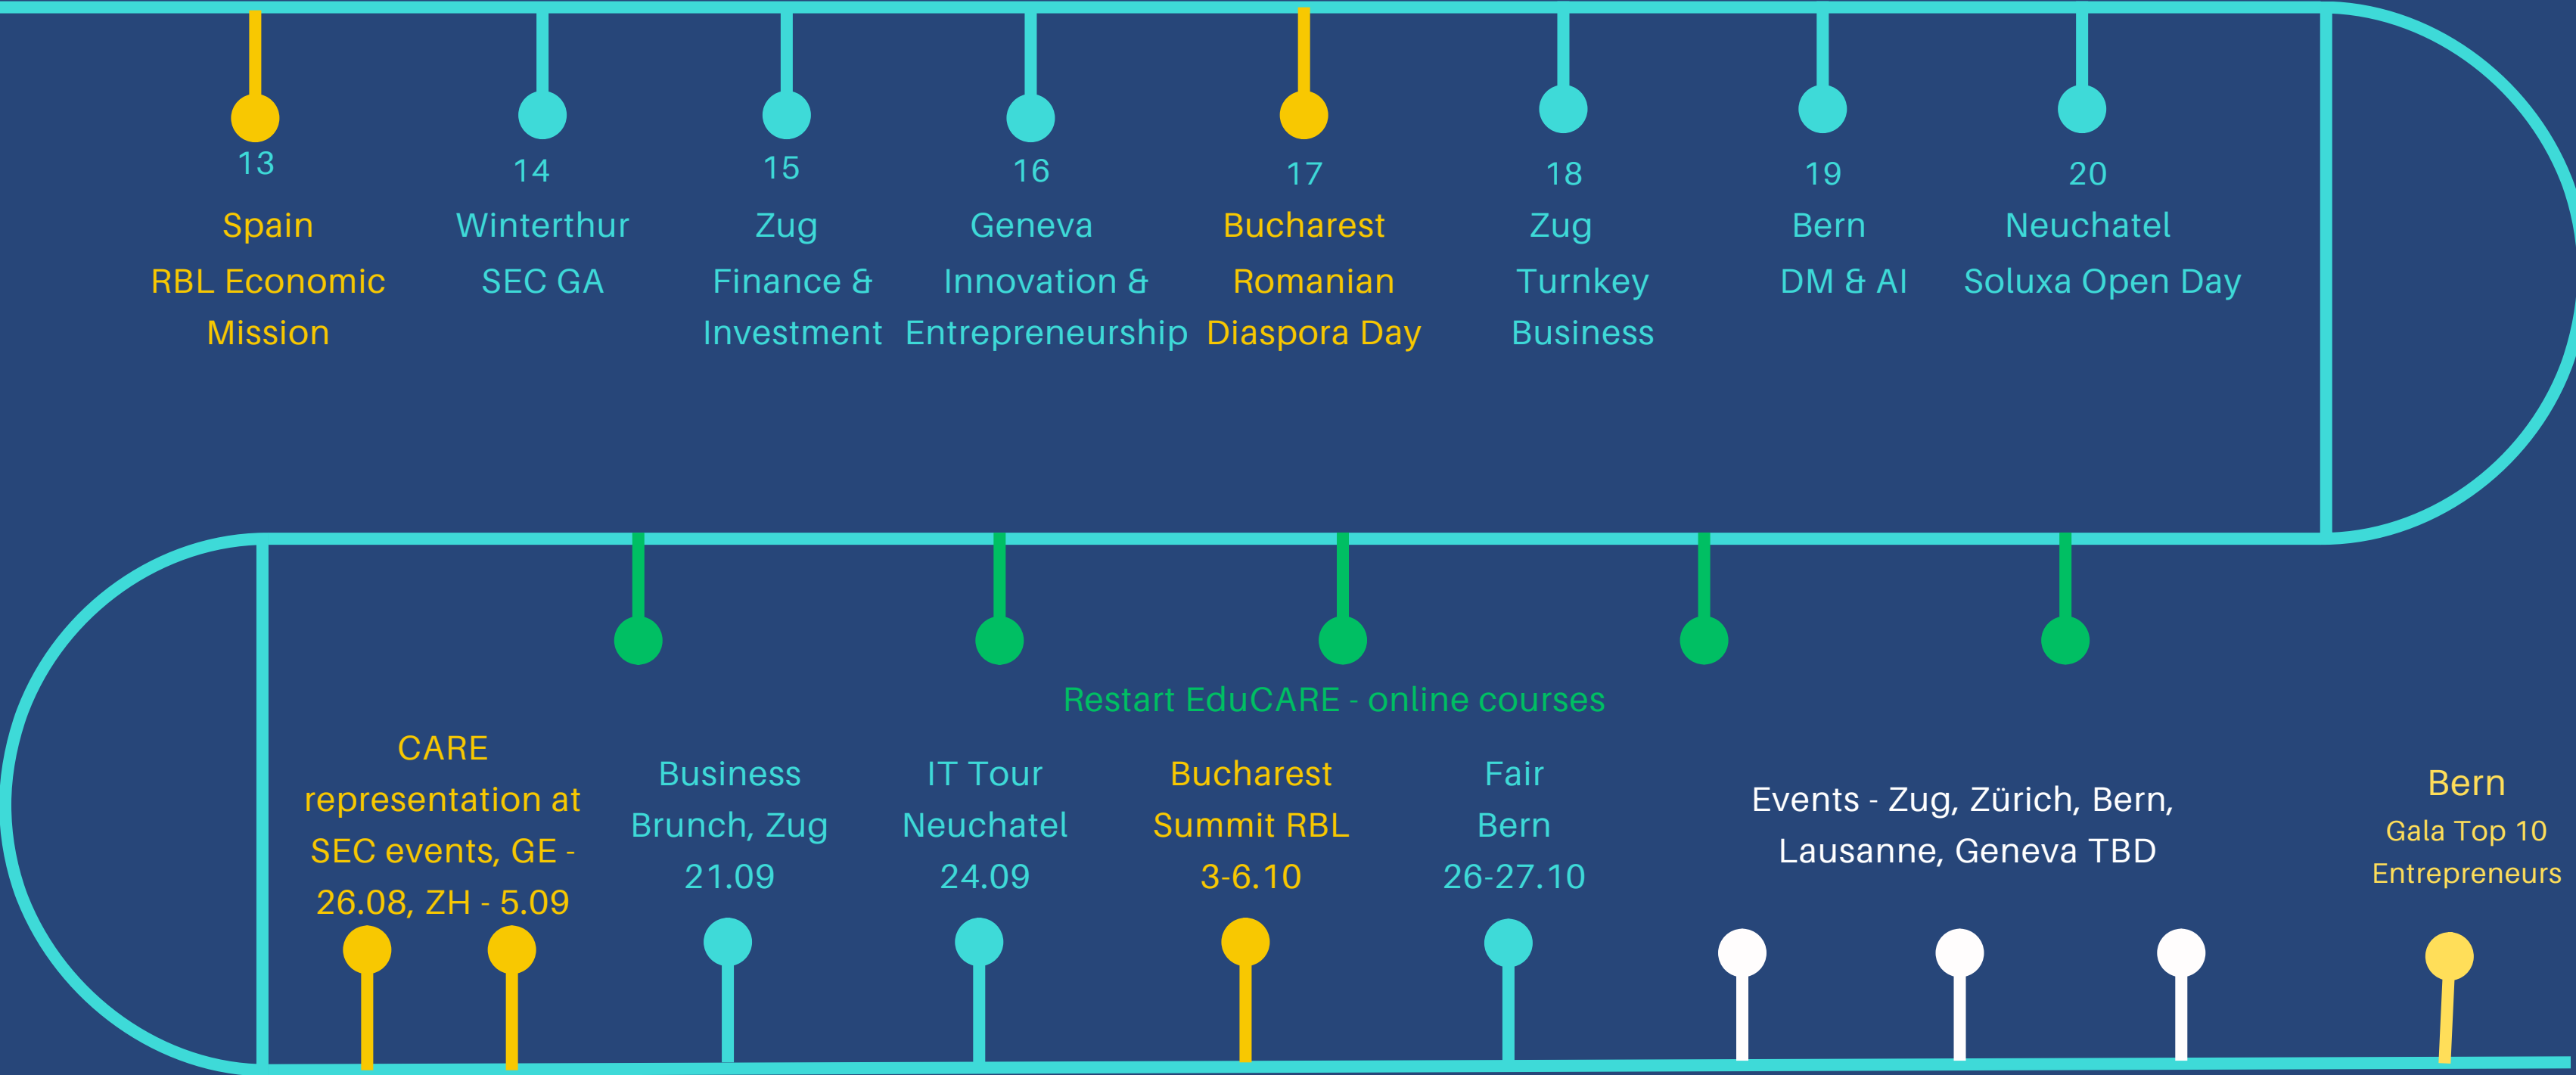 13
Spain
RBL Economic
Mission
14
Winterthur
SEC GA
15
Zug
Finance &
Investment
16
Geneva
Innovation &
Entrepreneurship
17
Bucharest
Romanian
Diaspora Day
18
Zug
Turnkey
Business
19
Bern
DM & AI
20
Neuchatel
Soluxa Open Day
Restart EduCARE - online courses
CARE
representation at
SEC events, GE -
26.08, ZH - 5.09
Business
Brunch, Zug
21.09
IT Tour
Neuchatel
24.09
Bucharest
Summit RBL
3-6.10
Fair
Bern
26-27.10
Events - Zug, Zürich, Bern,
Lausanne, Geneva TBD
Bern
Gala Top 10
Entrepreneurs